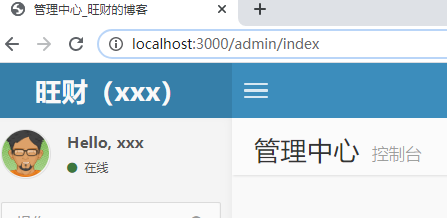 管理中心_旺财的博客
localhost:3000/admin/index
旺财（xxx）
Hello, xxx
在线
管理中心 控制台